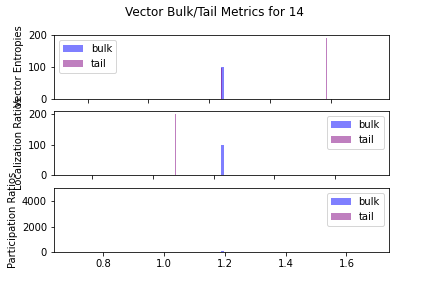 Vector Bulk/Tail Metrics for 14
Vector Entropies
200
100
0
bulk
tail
Localization Ratios
200
100
0
bulk
tail
Participation Ratios
4000
2000
0
bulk
tail
0.8 1.0 1.2 1.4 1.6